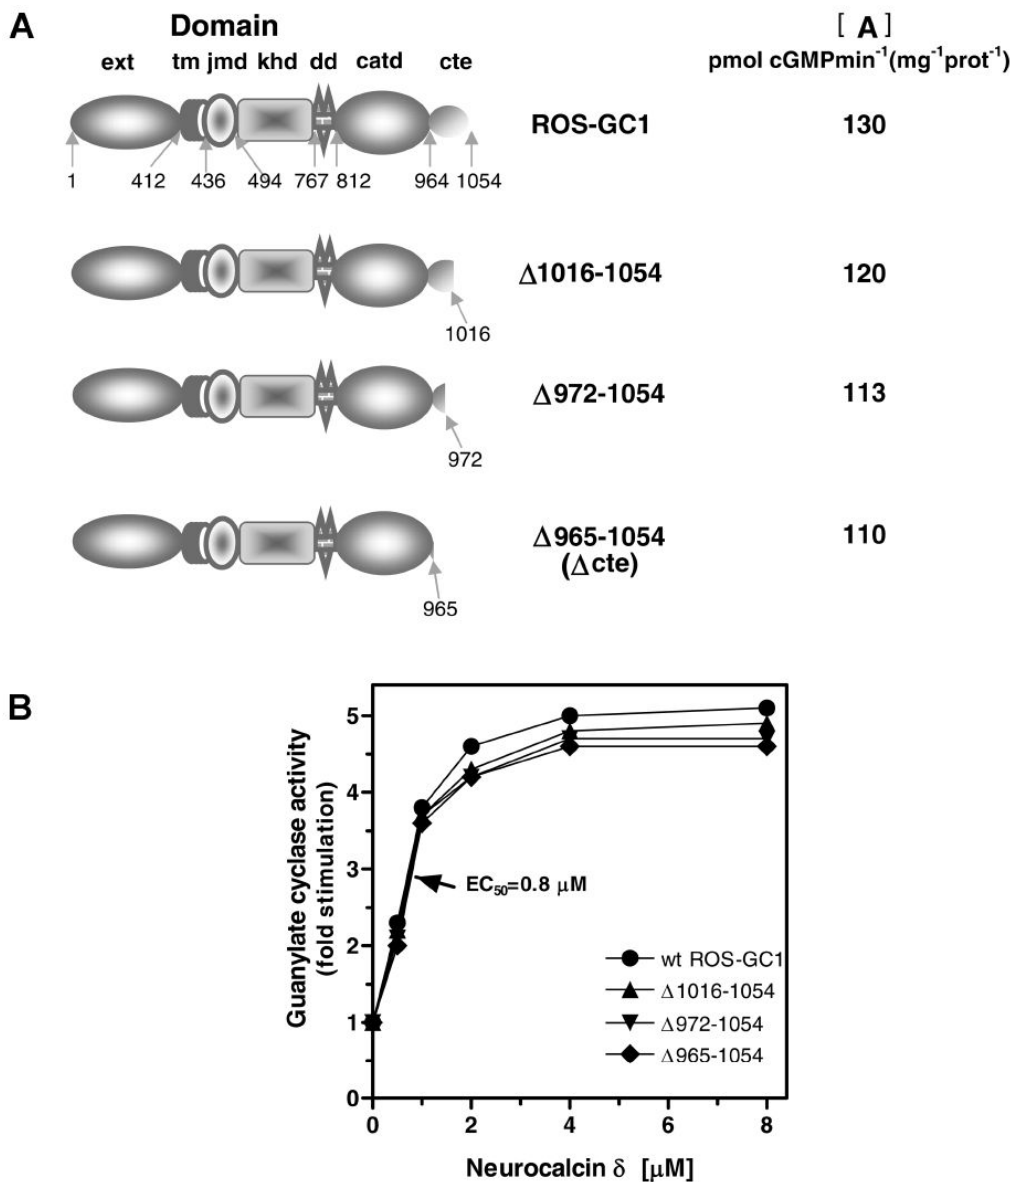 A
Domain
[ A ]
ext tm jmd khd dd catd cte
pmol cGMPmin⁻¹(mg⁻¹prot⁻¹)
ROS-GC1 130
1 412 436 494 767 812 964 1054
Δ1016-1054 120
1016
Δ972-1054 113
972
Δ965-1054 110
(Δcte)
965
B
Guanylate cyclase activity
(fold stimulation)
5
4
3
2
1
0
EC₅₀=0.8 μM
wt ROS-GC1
Δ1016-1054
Δ972-1054
Δ965-1054
0 2 4 6 8
Neurocalcin δ [μM]